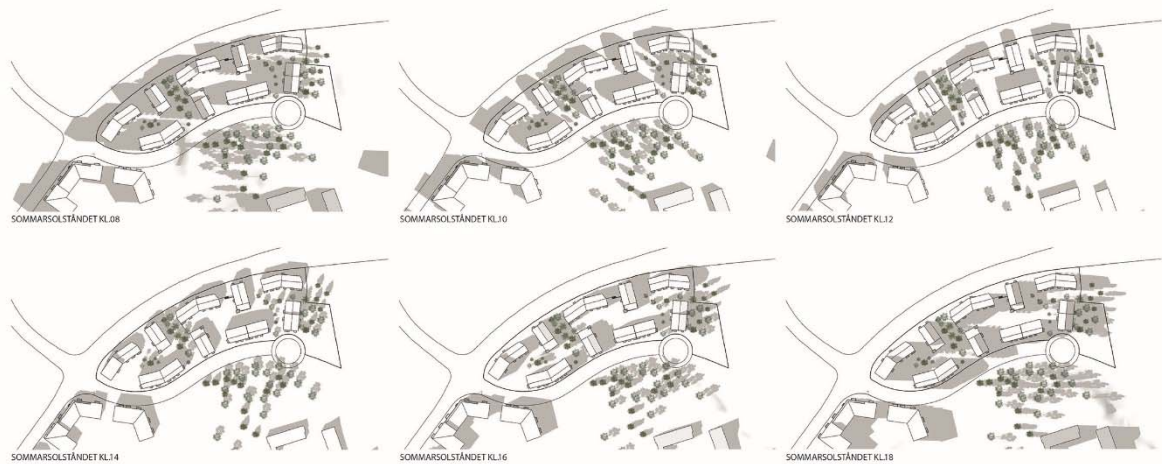 SOMMARSOLSTÅNDET KL.08
SOMMARSOLSTÅNDET KL.10
SOMMARSOLSTÅNDET KL.12
SOMMARSOLSTÅNDET KL.14
SOMMARSOLSTÅNDET KL.16
SOMMARSOLSTÅNDET KL.18